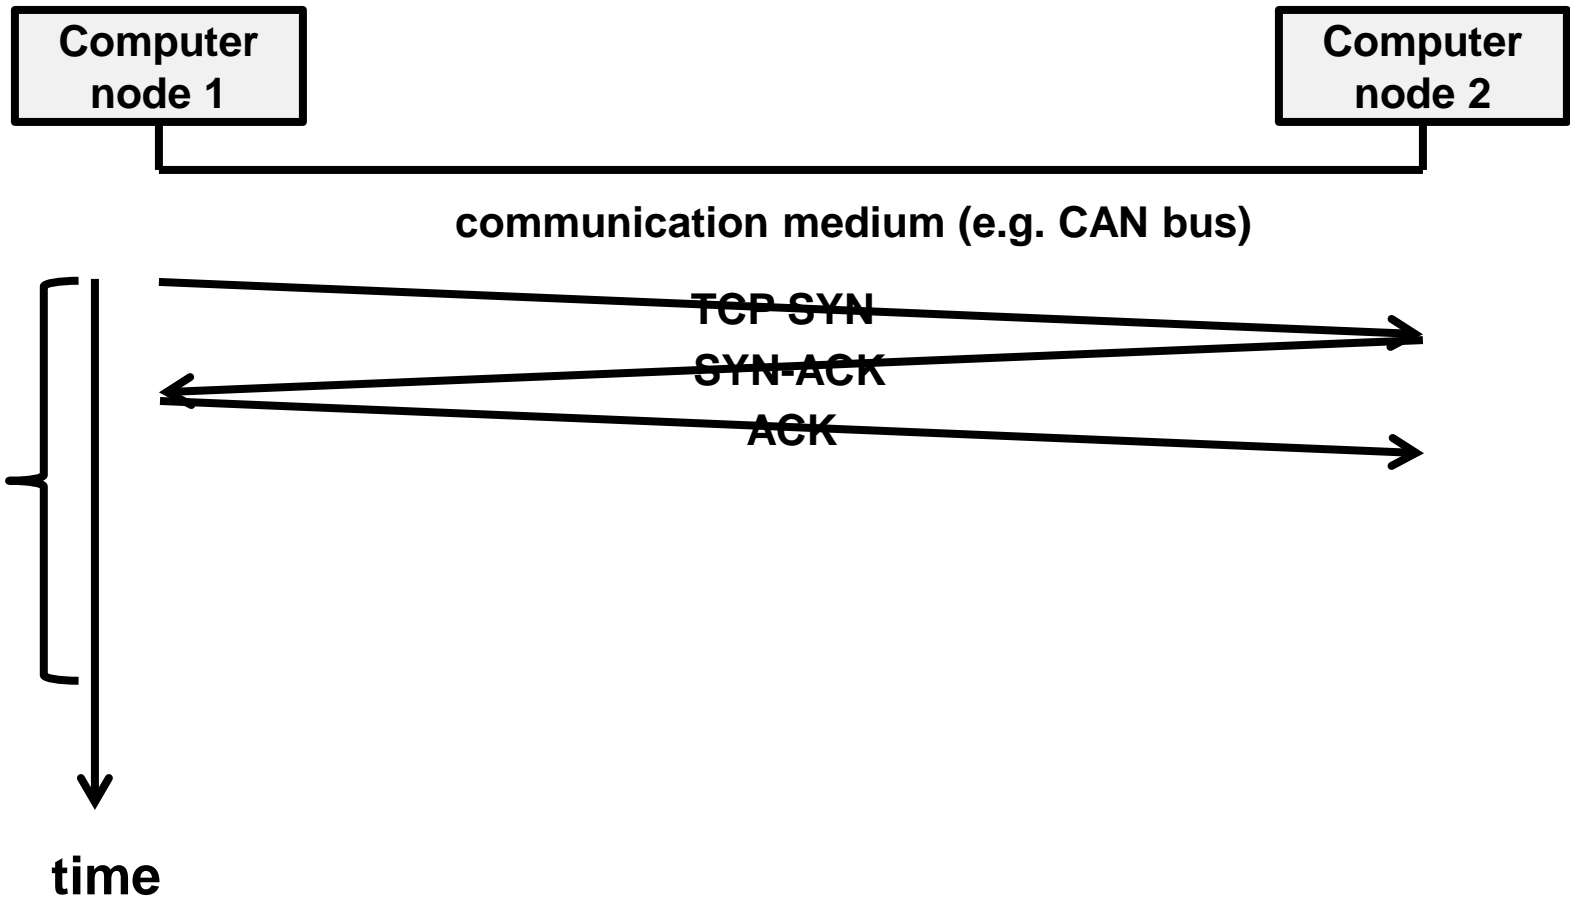 Computer
node 1
Computer
node 2
communication medium (e.g. CAN bus)
TCP SYN
SYN-ACK
ACK
time